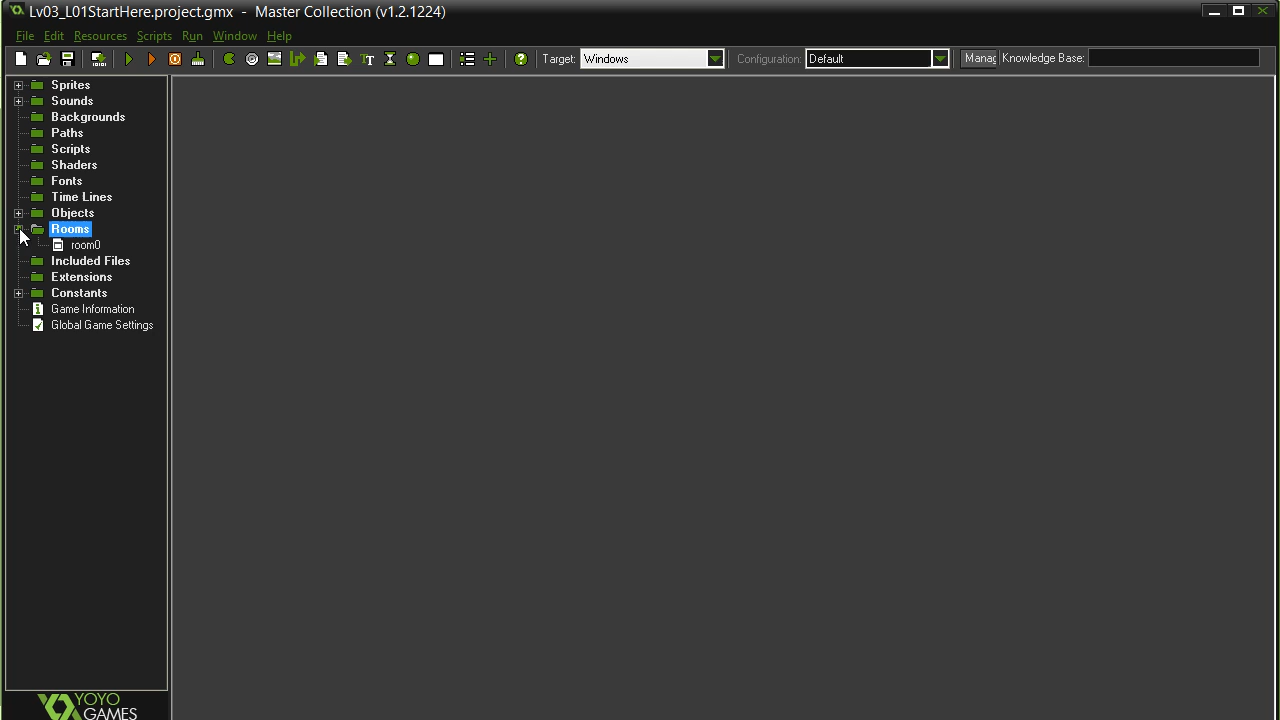 Lv03_L01StartHere.project.gmx - Master Collection (v1.2.1224)
File Edit Resources Scripts Run Window Help
Target: Windows Configuration: Default Manag Knowledge Base:
Sprites
Sounds
Backgrounds
Paths
Scripts
Shaders
Fonts
Time Lines
Objects
Rooms
room0
Included Files
Extensions
Constants
Game Information
Global Game Settings
YOYO
GAMES